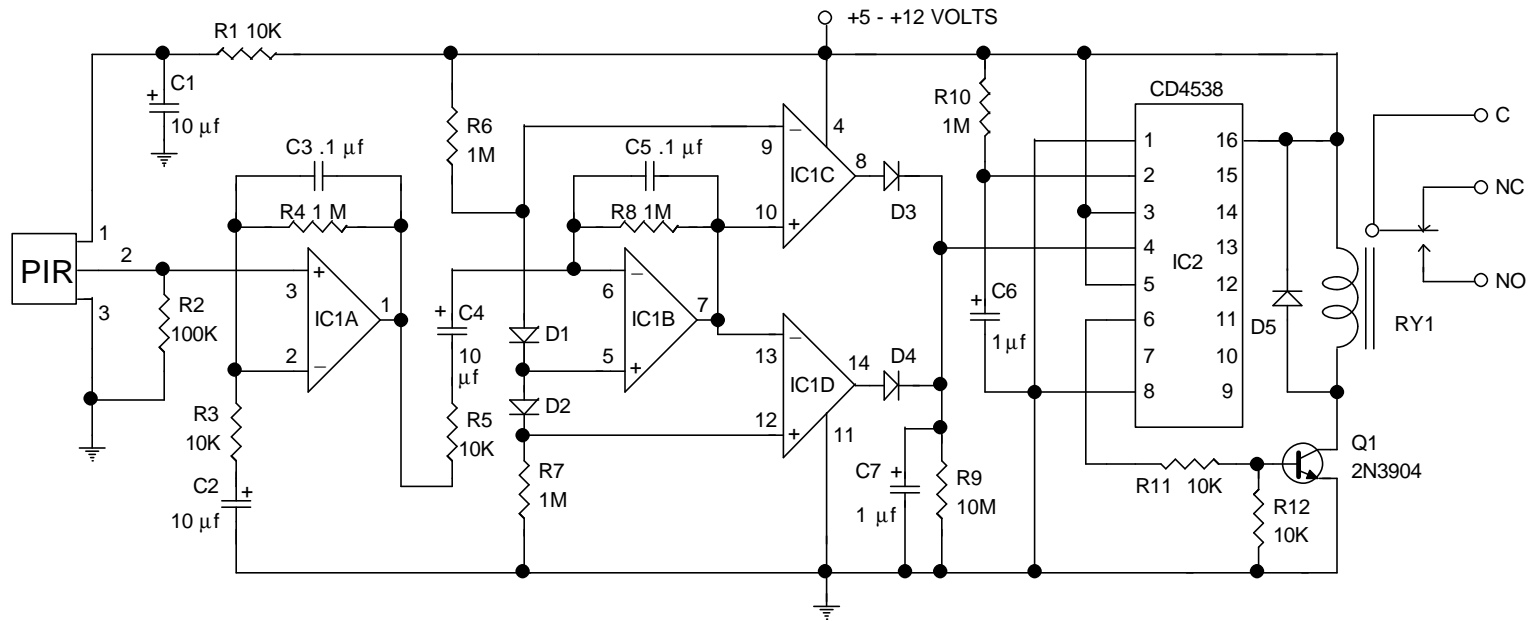 +5 - +12 VOLTS
R1 10K
C1
+
10 µf
R6
1M
C3 .1 µf
R4 1 M
C5 .1 µf
R8 1M
−
9
4
8
IC1C
10
+
D3
R10
1M
CD4538
1
2
3
4
5
6
7
8
16
15
14
13
12
11
10
9
IC2
C
NC
NO
PIR
1
2
3
R2
100K
+
3
1
IC1A
2
−
+
C4
10
µf
R5
10K
D1
D2
−
6
7
IC1B
5
+
−
13
14
IC1D
12
+
11
D4
+
C6
1 µf
D5
RY1
R3
10K
C2
+
10 µf
R7
1M
C7
+
1 µf
R9
10M
R11 10K
R12
10K
Q1
2N3904